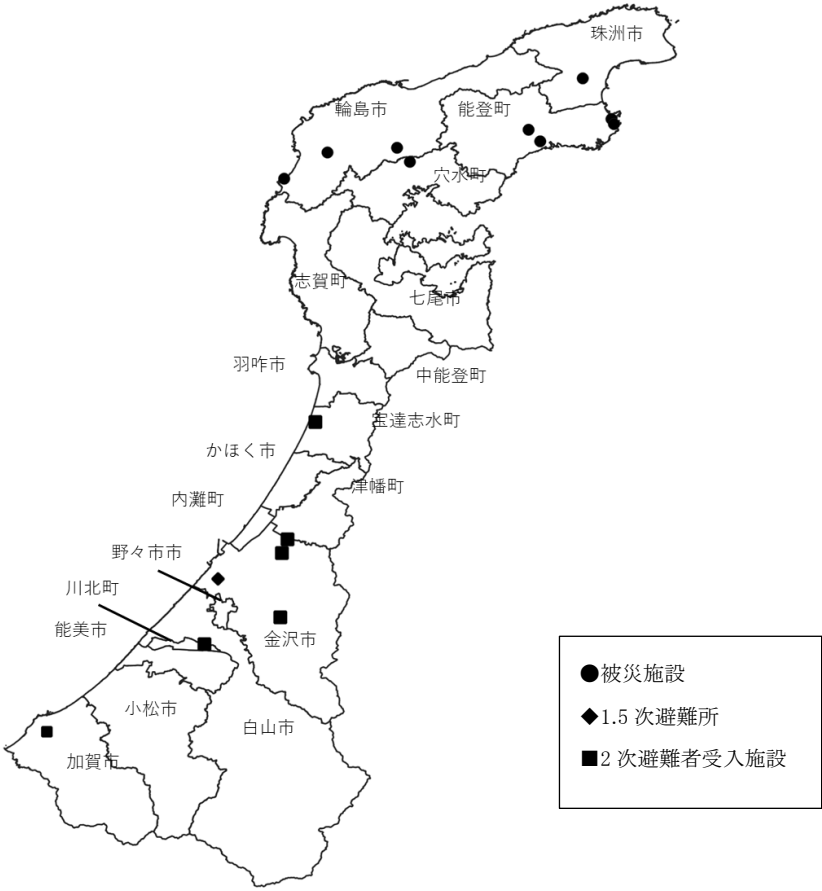 珠洲市
輪島市
能登町
穴水町
志賀町
七尾市
羽咋市
中能登町
宝達志水町
かほく市
津幡町
内灘町
野々市市
川北町
能美市
金沢市
小松市
白山市
加賀市
●被災施設
◆1.5 次避難所
■2 次避難者受入施設